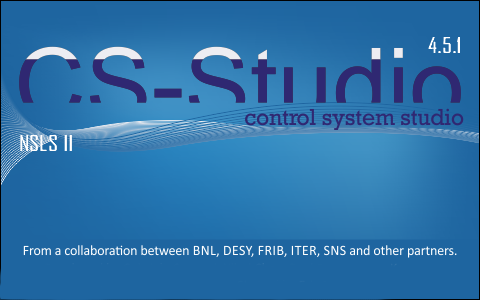 4.5.1
CS-Studio
control system studio
NSLS II
From a collaboration between BNL, DESY, FRIB, ITER, SNS and other partners.